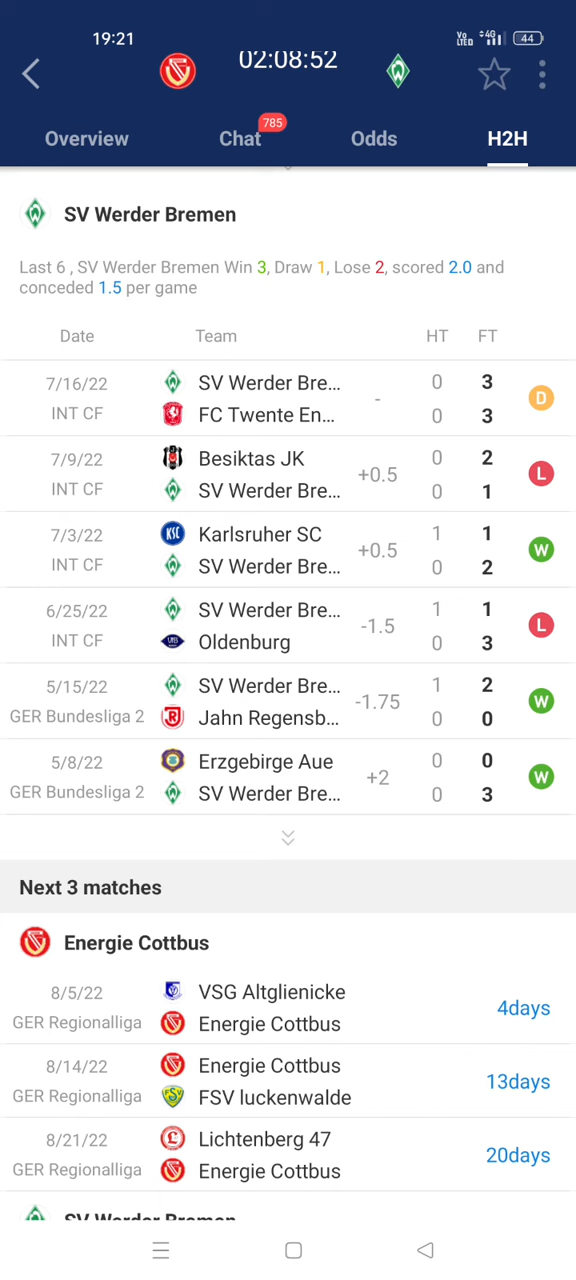 19:21
Vo LTED 4G 44
02:08:52
Overview
Chat 785
Odds
H2H
SV Werder Bremen
Last 6 , SV Werder Bremen Win 3, Draw 1, Lose 2, scored 2.0 and
conceded 1.5 per game
Date Team HT FT
7/16/22 SV Werder Bre... 0 3
INT CF FC Twente En... - 0 3 D
7/9/22 Besiktas JK 0 2
INT CF SV Werder Bre... +0.5 0 1 L
7/3/22 Karlsruher SC 1 1
INT CF SV Werder Bre... +0.5 0 2 W
6/25/22 SV Werder Bre... 1 1
INT CF Oldenburg -1.5 0 3 L
5/15/22 SV Werder Bre... 1 2
GER Bundesliga 2 Jahn Regensb... -1.75 0 0 W
5/8/22 Erzgebirge Aue 0 0
GER Bundesliga 2 SV Werder Bre... +2 0 3 W
Next 3 matches
Energie Cottbus
8/5/22 VSG Altglienicke
GER Regionalliga Energie Cottbus 4days
8/14/22 Energie Cottbus
GER Regionalliga FSV luckenwalde 13days
8/21/22 Lichtenberg 47
GER Regionalliga Energie Cottbus 20days
SV Werder Bremen